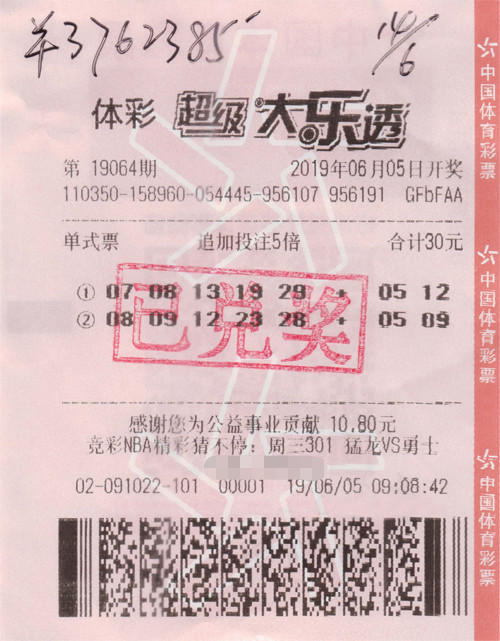 羊3762385 14/6
体彩 超级大乐透
第 19064期 2019年06月05日开奖
110350-158960-054445-956107 956191 GFbFAA
单式票 追加投注5倍 合计30元
① 07 08 13 19 29 + 05 12
② 08 09 12 23 28 + 05 09
已兑奖
感谢您为公益事业贡献 10.80元
竞彩NBA精彩猜不停：周三301 猛龙VS勇士
02-091022-101 00001 19/06/05 09:08:42
中国体育彩票
中国体育彩票
中国体育彩票